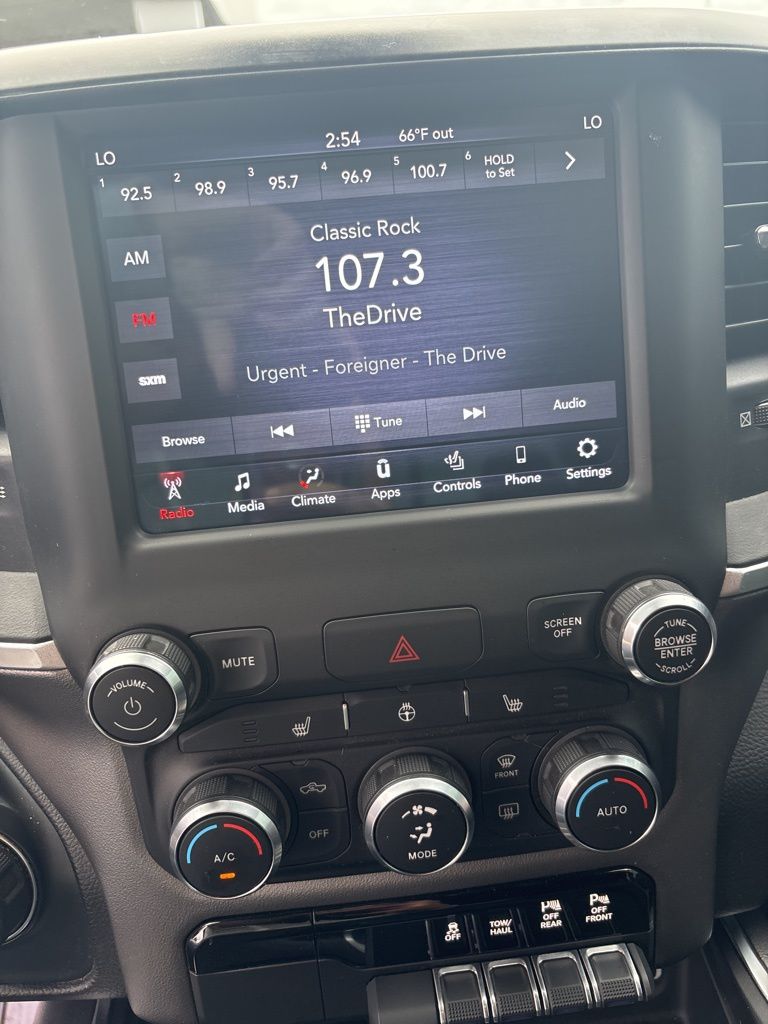 LO 2:54 66°F out LO
1 92.5 2 98.9 3 95.7 4 96.9 5 100.7 6 HOLD to Set
AM
FM
sxm
Classic Rock
107.3
TheDrive
Urgent - Foreigner - The Drive
Browse Tune Audio
Radio Media Climate Apps Controls Phone Settings
VOLUME
MUTE
SCREEN
OFF
TUNE
BROWSE
ENTER
SCROLL
A/C
OFF
MODE
FRONT
AUTO
OFF
TOW/
HAUL
P
OFF
REAR
P
OFF
FRONT